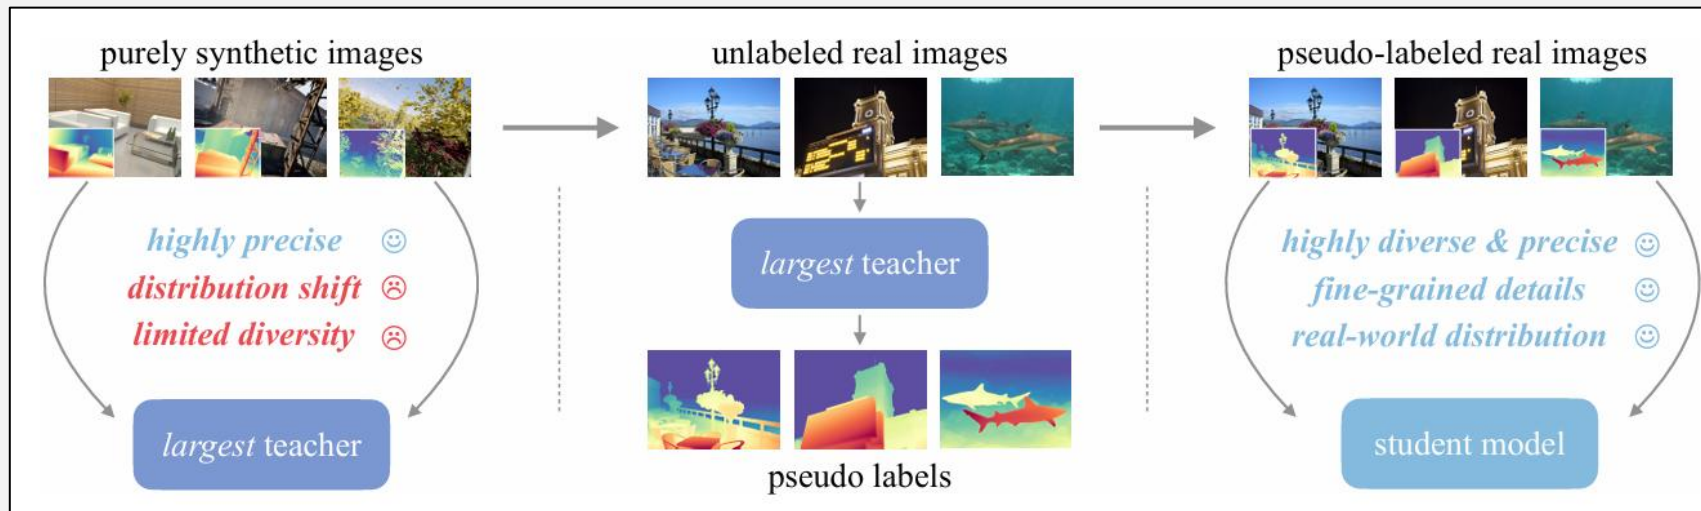 purely synthetic images
highly precise
distribution shift
limited diversity
largest teacher
unlabeled real images
largest teacher
pseudo labels
pseudo-labeled real images
highly diverse & precise
fine-grained details
real-world distribution
student model